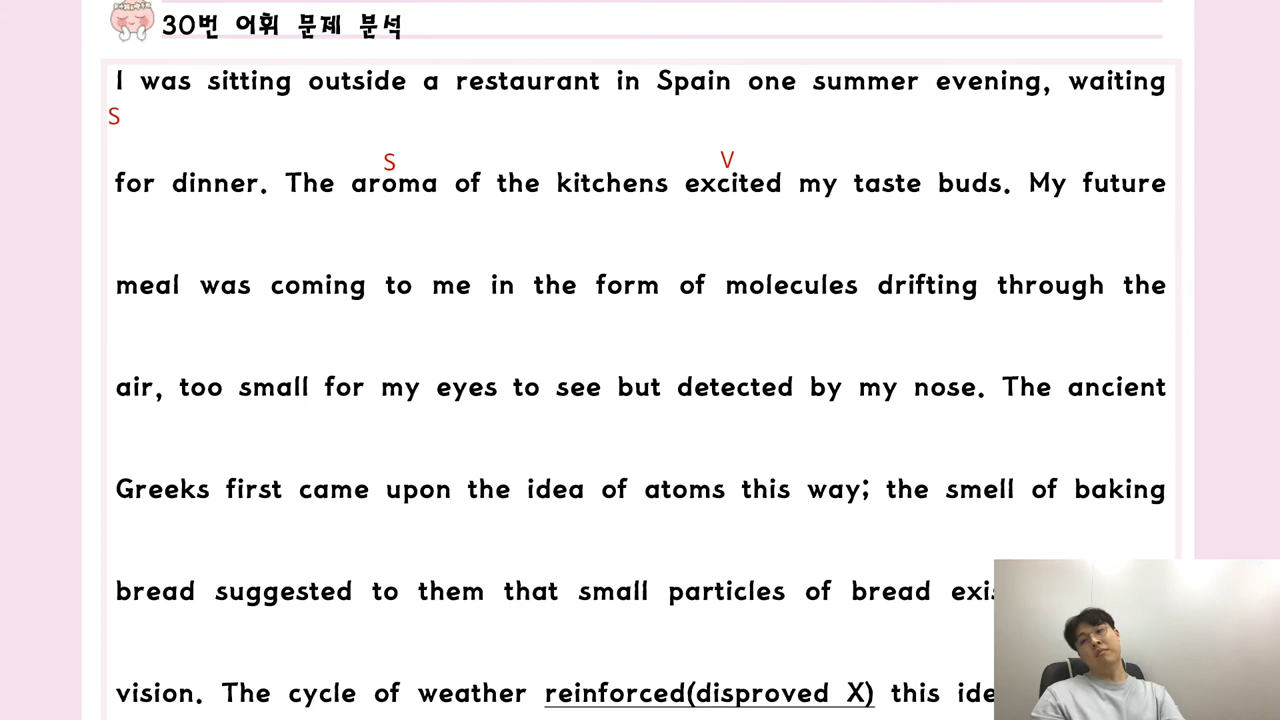 30번 어휘 문제 분석
I was sitting outside a restaurant in Spain one summer evening, waiting
S
S V
for dinner. The aroma of the kitchens excited my taste buds. My future
meal was coming to me in the form of molecules drifting through the
air, too small for my eyes to see but detected by my nose. The ancient
Greeks first came upon the idea of atoms this way; the smell of baking
bread suggested to them that small particles of bread
vision. The cycle of weather reinforced(disproved X) this